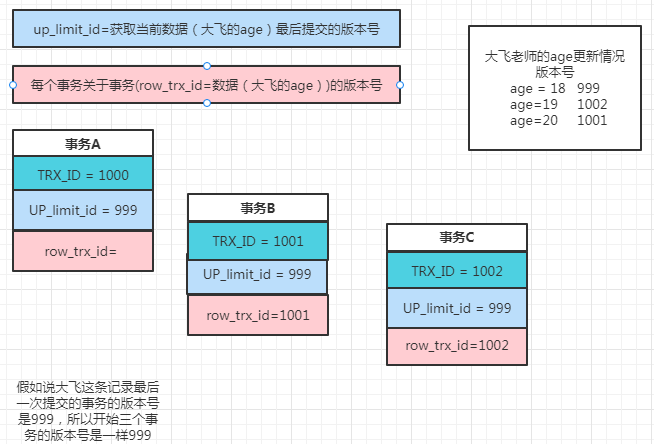 up_limit_id=获取当前数据（大飞的age）最后提交的版本号
每个事务关于事务(row_trx_id=数据（大飞的age）)的版本号
大飞老师的age更新情况
版本号
age = 18 999
age=19 1002
age=20 1001
事务A
TRX_ID = 1000
UP_limit_id = 999
row_trx_id=
事务B
TRX_ID = 1001
UP_limit_id = 999
row_trx_id=1001
事务C
TRX_ID = 1002
UP_limit_id = 999
row_trx_id=1002
假如说大飞这条记录最后
一次提交的事务的版本号
是999，所以开始三个事
务的版本号是一样999